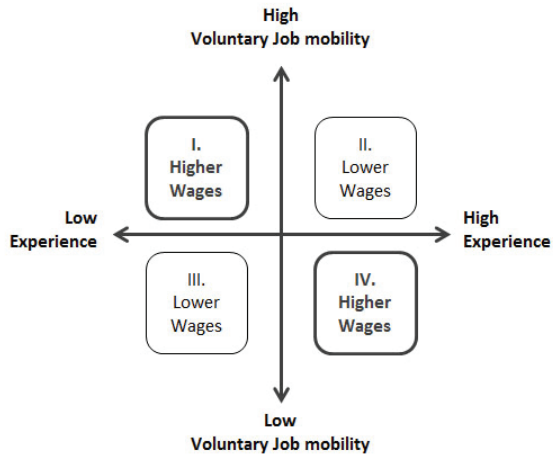 High
Voluntary Job mobility
I.
Higher
Wages
II.
Lower
Wages
Low
Experience
High
Experience
III.
Lower
Wages
IV.
Higher
Wages
Low
Voluntary Job mobility